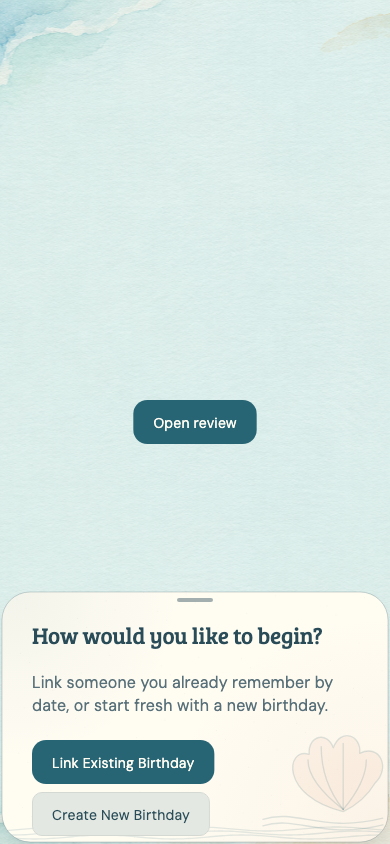 Open review
How would you like to begin?
Link someone you already remember by
date, or start fresh with a new birthday.
Link Existing Birthday
Create New Birthday